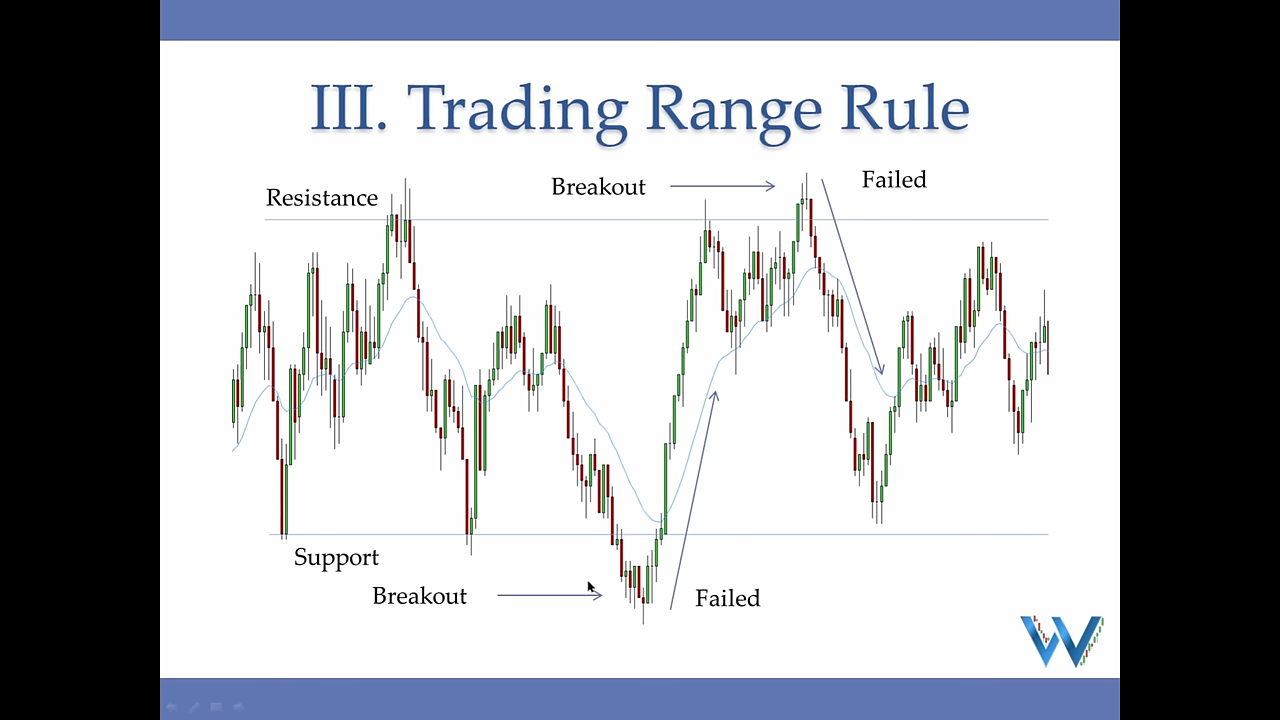 III. Trading Range Rule
Resistance
Breakout
Failed
Support
Breakout
Failed
W